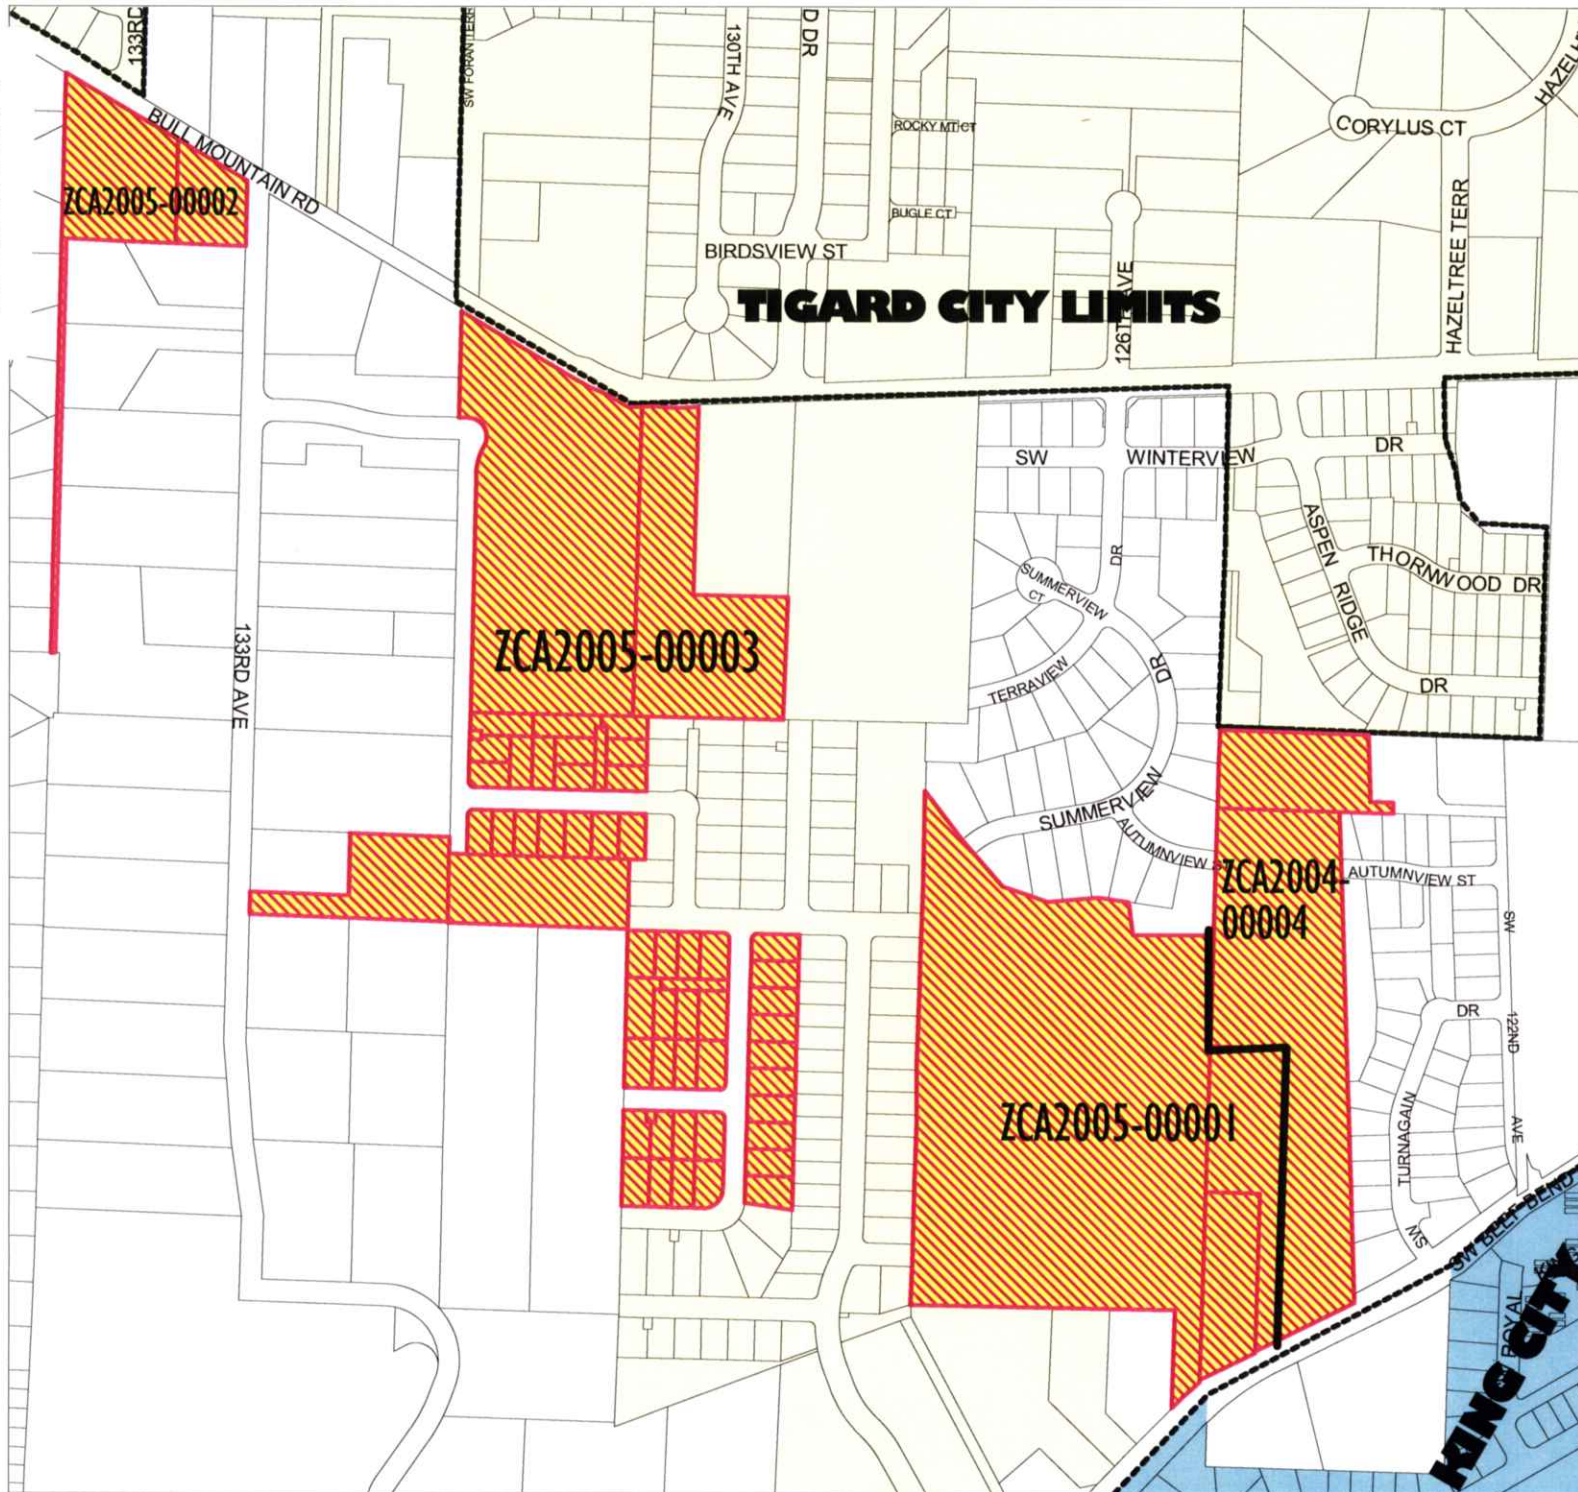 133RD
SW FORAN TERR
130TH AVE
D DR
ROCKY MT CT
CORYLUS CT
BULL MOUNTAIN RD
ZCA2005-00002
BUGLE CT
BIRDSVIEW ST
HAZELTREE TERR
TIGARD CITY LIMITS
126TH AVE
SW WINTERVIEW DR
DR
ASPEN RIDGE DR
THORNWOOD DR
SUMMERVIEW CT
133RD AVE
ZCA2005-00003
TERRAVIEW
DR
SUMMERVIEW
AUTUMNVIEW
ZCA2004-
00004
AUTUMNVIEW ST
SW 122ND AVE
DR
ZCA2005-00001
TURNAGAIN
SW
SW BEEF BEND
ROYAL
KING CITY